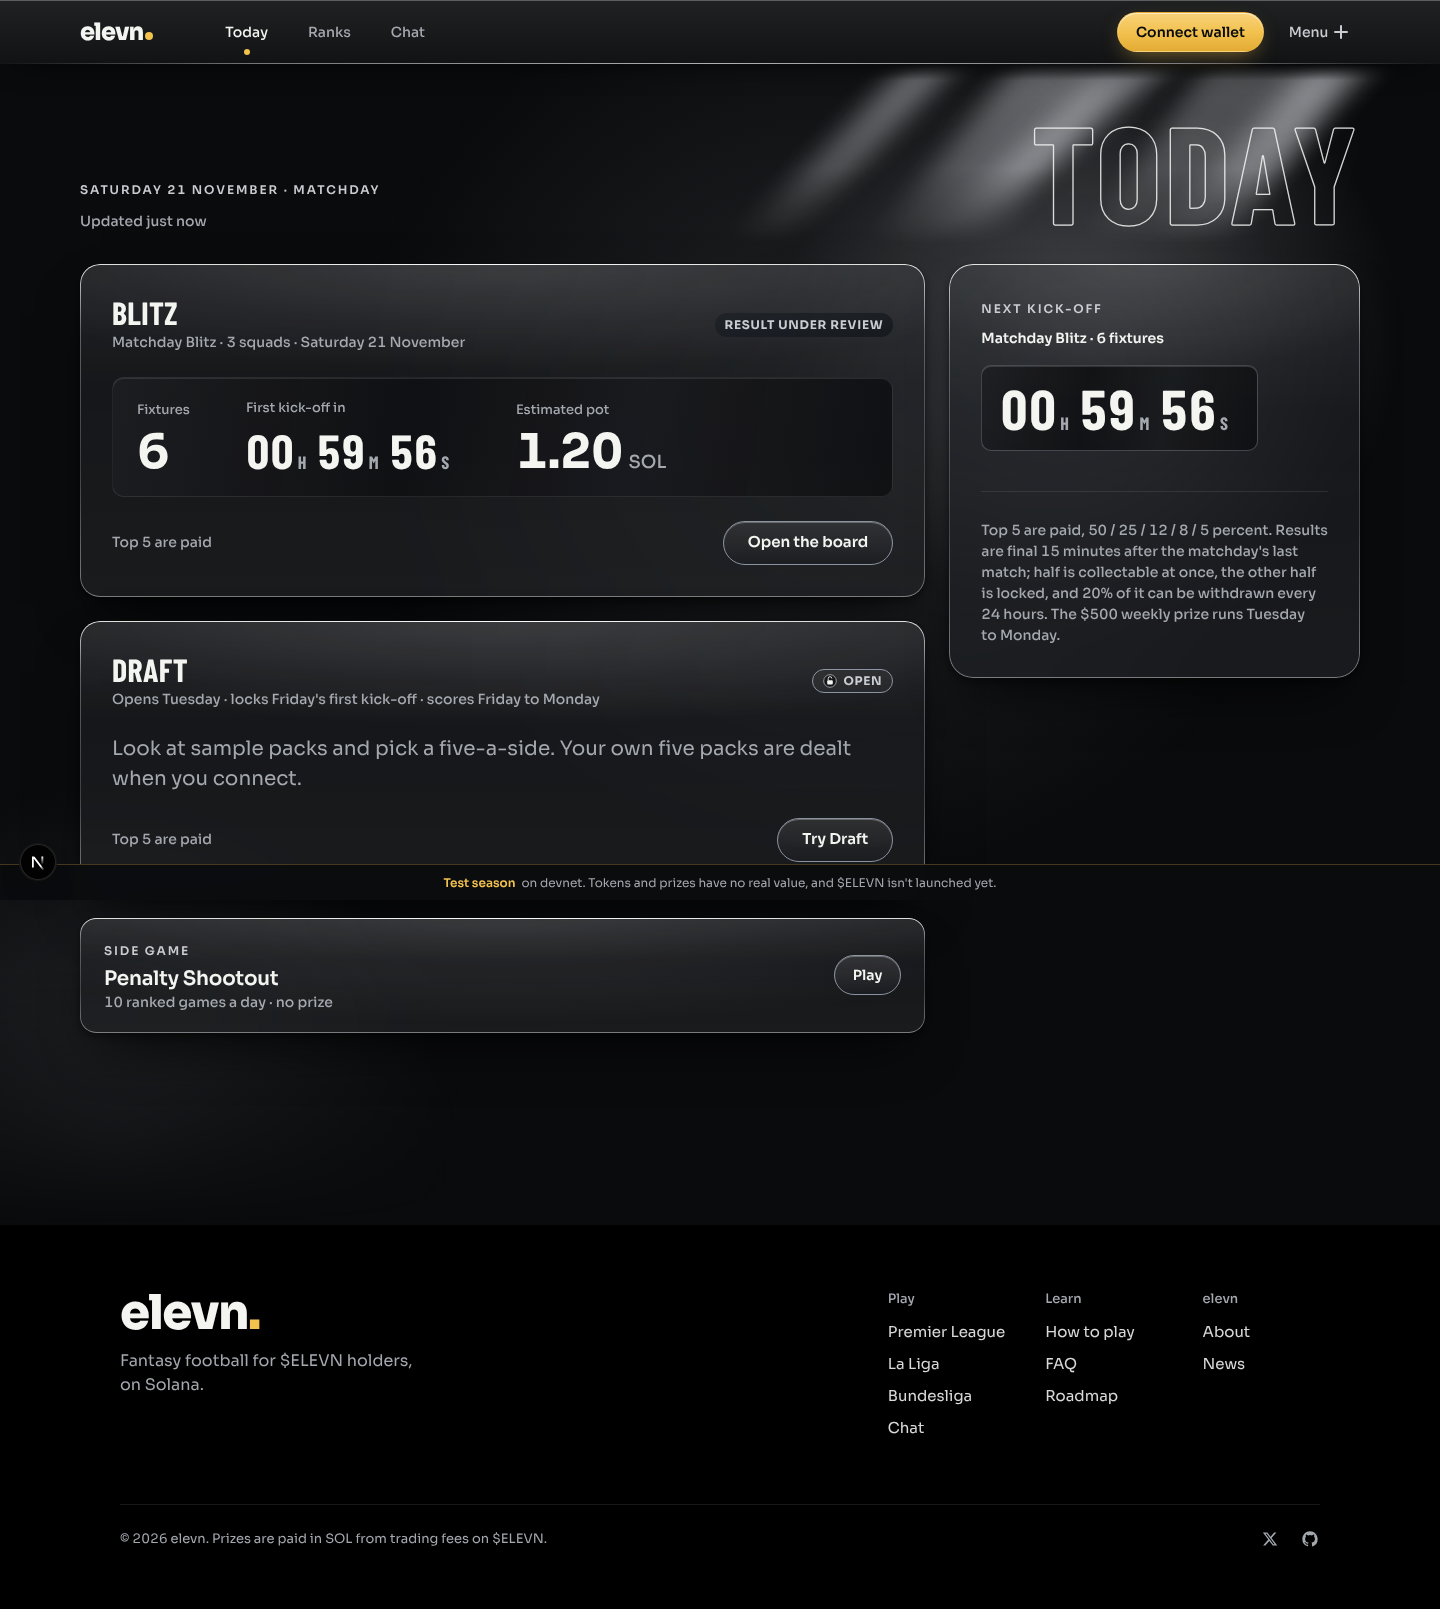 elevn.
Today
Ranks
Chat
Connect wallet
Menu
TODAY
SATURDAY 21 NOVEMBER · MATCHDAY
Updated just now
BLITZ
Matchday Blitz · 3 squads · Saturday 21 November
RESULT UNDER REVIEW
Fixtures
6
First kick-off in
00 H 59 M 56 S
Estimated pot
1.20 SOL
Top 5 are paid
Open the board
NEXT KICK-OFF
Matchday Blitz · 6 fixtures
00 H 59 M 56 S
Top 5 are paid, 50 / 25 / 12 / 8 / 5 percent. Results
are final 15 minutes after the matchday's last
match; half is collectable at once, the other half
is locked, and 20% of it can be withdrawn every
24 hours. The $500 weekly prize runs Tuesday
to Monday.
DRAFT
Opens Tuesday · locks Friday's first kick-off · scores Friday to Monday
OPEN
Look at sample packs and pick a five-a-side. Your own five packs are dealt
when you connect.
Top 5 are paid
Try Draft
N
Test season on devnet. Tokens and prizes have no real value, and $ELEVN isn't launched yet.
SIDE GAME
Penalty Shootout
10 ranked games a day · no prize
Play
elevn.
Fantasy football for $ELEVN holders,
on Solana.
Play
Premier League
La Liga
Bundesliga
Chat
Learn
How to play
FAQ
Roadmap
elevn
About
News
© 2026 elevn. Prizes are paid in SOL from trading fees on $ELEVN.